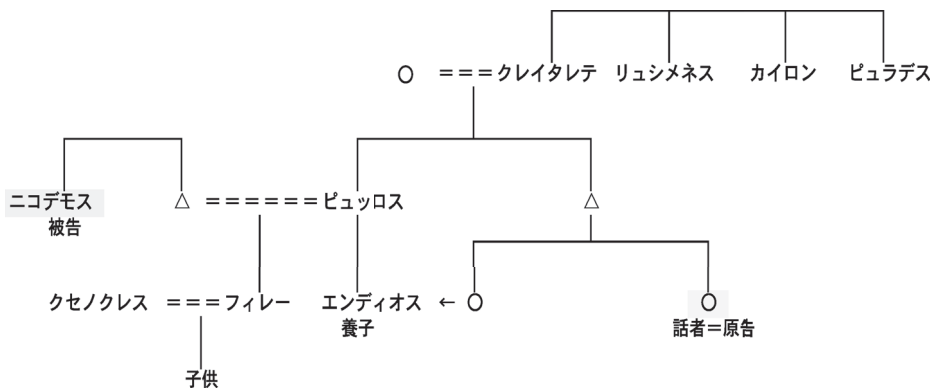 ○ ＝＝＝クレイタレテ リュシメネス カイロン ピュラデス
ニコデモス △ ＝＝＝＝＝＝ピュッロス △
被告
クセノクレス ＝＝＝フィレー エンディオス ← ○ ○
養子 話者＝原告
子供